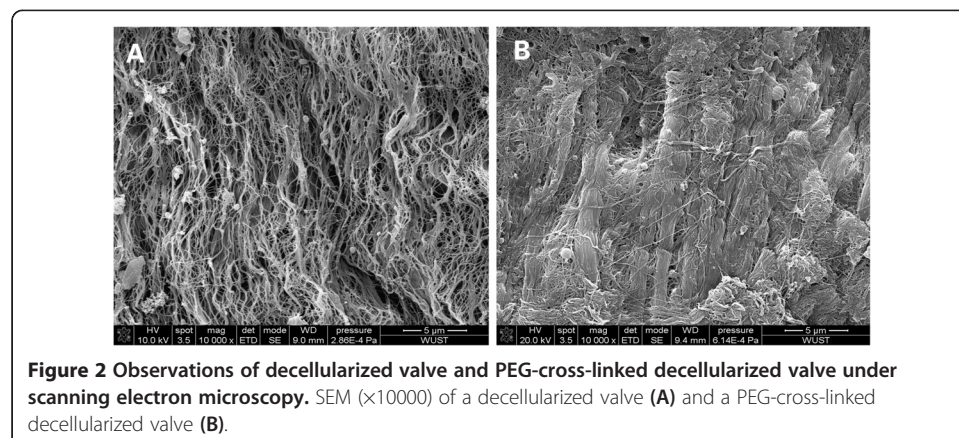 A
B
HV spot mag det mode WD pressure 5 µm
10.0 kV 3.5 10 000 x ETD SE 9.0 mm 2.86E-4 Pa WUST
HV spot mag det mode WD pressure 5 µm
20.0 kV 3.5 10 000 x ETD SE 9.4 mm 6.14E-4 Pa WUST
Figure 2 Observations of decellularized valve and PEG-cross-linked decellularized valve under
scanning electron microscopy. SEM (×10000) of a decellularized valve (A) and a PEG-cross-linked
decellularized valve (B).